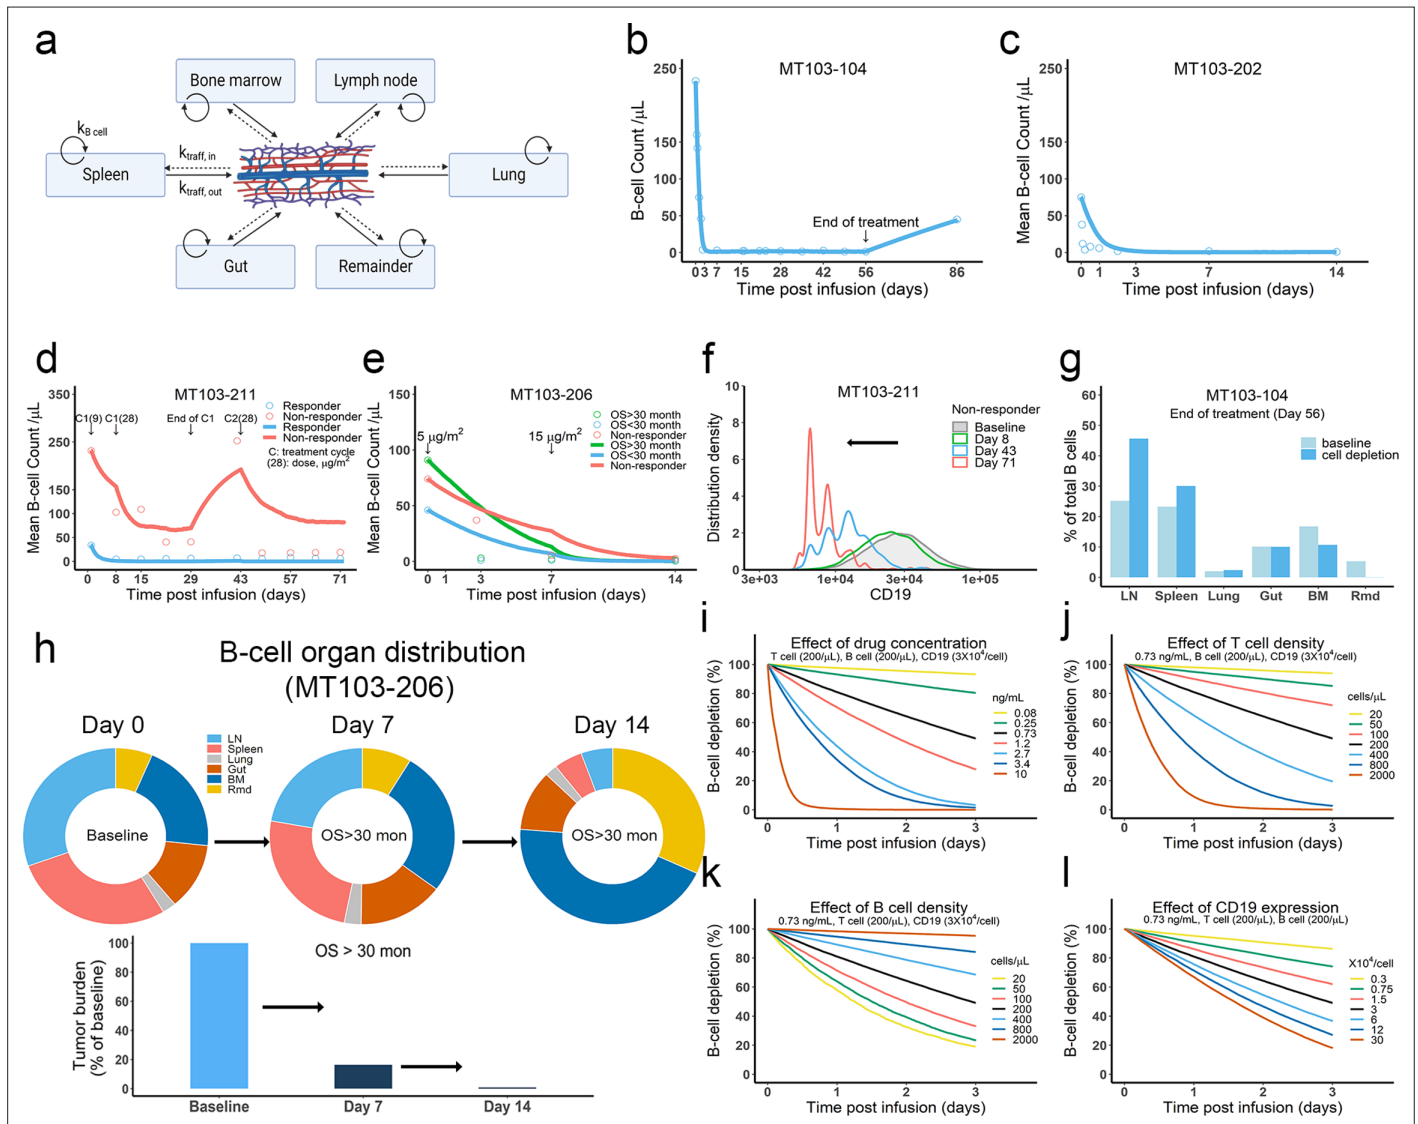 a
Bone marrow
Lymph node
kB cell
Spleen
ktraff, in
ktraff, out
Lung
Gut
Remainder
b
MT103-104
B-cell Count /μL
250
150
100
50
0
End of treatment
0 3 7 15 28 42 56 86
Time post infusion (days)
c
MT103-202
Mean B-cell Count /μL
250
150
100
50
0
0 1 3 7 14
Time post infusion (days)
d
MT103-211
Mean B-cell Count /μL
350
250
150
100
50
0
C1(9) C1(28) End of C1 C2(28)
Responder
Non-responder
Responder
Non-responder
C: treatment cycle
(28): dose, μg/m²
0 8 15 29 43 57 71
Time post infusion (days)
e
MT103-206
Mean B-cell Count /μL
150
100
50
0
5 μg/m² 15 μg/m²
OS>30 month
OS<30 month
Non-responder
OS>30 month
OS<30 month
Non-responder
0 1 3 7 14
Time post infusion (days)
f
MT103-211
Distribution density
10
8
6
4
2
0
Non-responder
Baseline
Day 8
Day 43
Day 71
3e+03 1e+04 3e+04 1e+05
CD19
g
MT103-104
End of treatment (Day 56)
% of total B cells
60
50
40
30
20
10
0
baseline
cell depletion
LN Spleen Lung Gut BM Rmd
h
B-cell organ distribution
(MT103-206)
Day 0 Day 7 Day 14
LN
Spleen
Lung
Gut
BM
Rmd
Baseline OS>30 mon OS>30 mon
OS > 30 mon
Tumor burden
(% of baseline)
100
80
60
40
20
0
Baseline Day 7 Day 14
i
Effect of drug concentration
T cell (200/μL), B cell (200/μL), CD19 (3X10⁴/cell)
B-cell depletion (%)
100
80
60
40
20
0
ng/mL
0.08
0.25
0.73
1.2
2.7
3.4
10
0 1 2 3
Time post infusion (days)
j
Effect of T cell density
0.73 ng/mL, B cell (200/μL), CD19 (3X10⁴/cell)
B-cell depletion (%)
100
80
60
40
20
0
cells/μL
20
50
100
200
400
800
2000
0 1 2 3
Time post infusion (days)
k
Effect of B cell density
0.73 ng/mL, T cell (200/μL), CD19 (3X10⁴/cell)
B-cell depletion (%)
100
80
60
40
20
0
cells/μL
20
50
100
200
400
800
2000
0 1 2 3
Time post infusion (days)
l
Effect of CD19 expression
0.73 ng/mL, T cell (200/μL), B cell (200/μL)
B-cell depletion (%)
100
80
60
40
20
0
X10⁴/cell
0.3
0.75
1.5
3
6
12
30
0 1 2 3
Time post infusion (days)